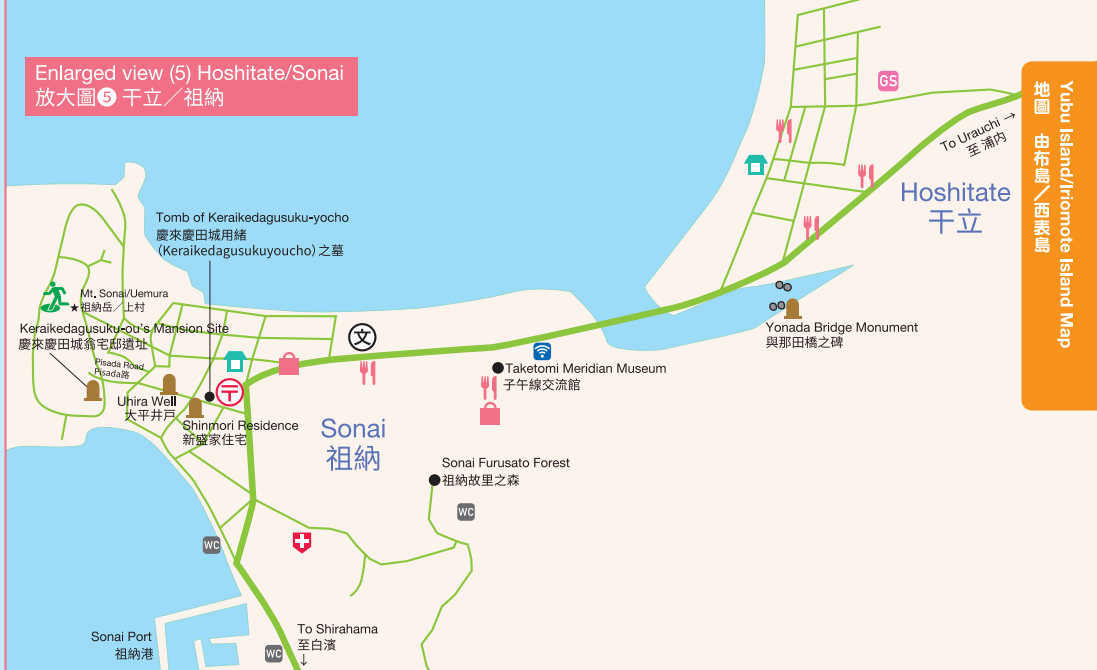 Enlarged view (5) Hoshitate/Sonai
放大圖❺ 干立／祖納
GS
To Urauchi →
至 浦内
Hoshitate
干立
Yubu Island/Iriomote Island Map
地圖 由布島／西表島
Tomb of Keraikedagusuku-yocho
慶來慶田城用緒
（Keraikedagusukuyoucho）之墓
Mt. Sonai/Uemura
★祖納岳／上村
Keraikedagusuku-ou's Mansion Site
慶來慶田城翁宅邸遺址
Pisada Road
Pisada路
Uhira Well
大平井戸
Shinmori Residence
新盛家住宅
文
〒
Yonada Bridge Monument
與那田橋之碑
Taketomi Meridian Museum
子午線交流館
Sonai
祖納
Sonai Furusato Forest
祖納故里之森
WC
WC
Sonai Port
祖納港
WC
To Shirahama
至白濱
↓